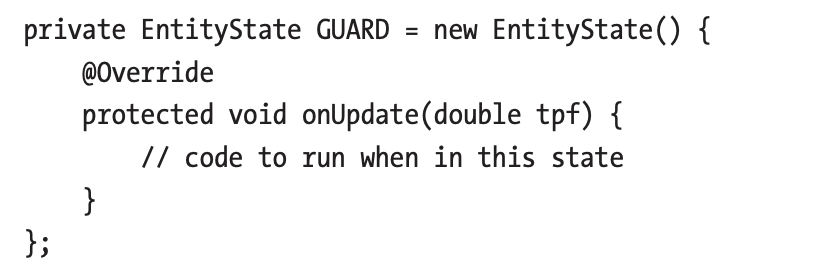 private EntityState GUARD = new EntityState() {
    @Override
    protected void onUpdate(double tpf) {
        // code to run when in this state
    }
};